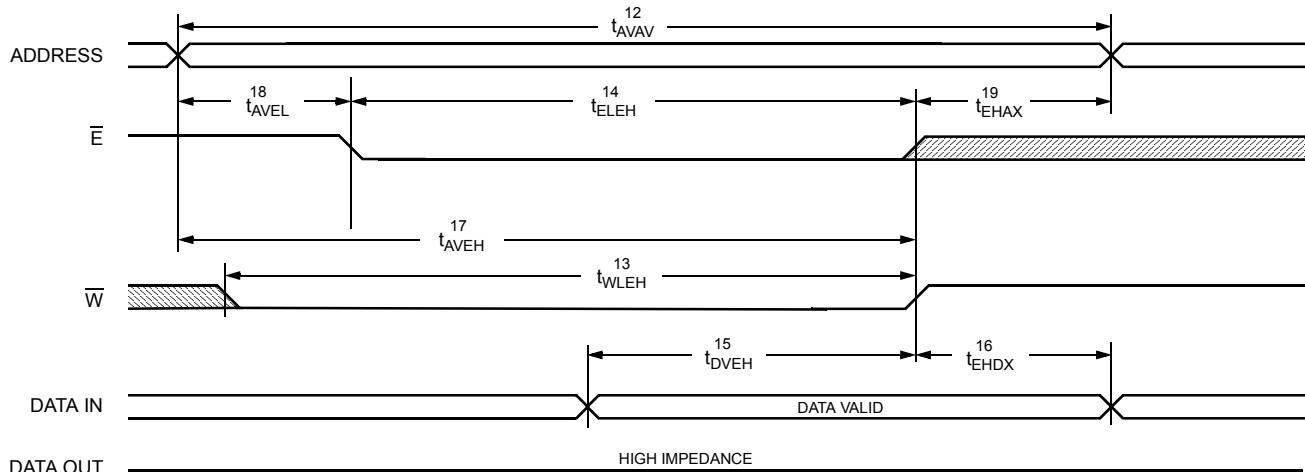 12
tAVAV
ADDRESS
18
tAVEL
14
tELEH
19
tEHAX
E̅
17
tAVEH
13
tWLEH
W̅
15
tDVEH
16
tEHDX
DATA IN
DATA VALID
HIGH IMPEDANCE
DATA OUT